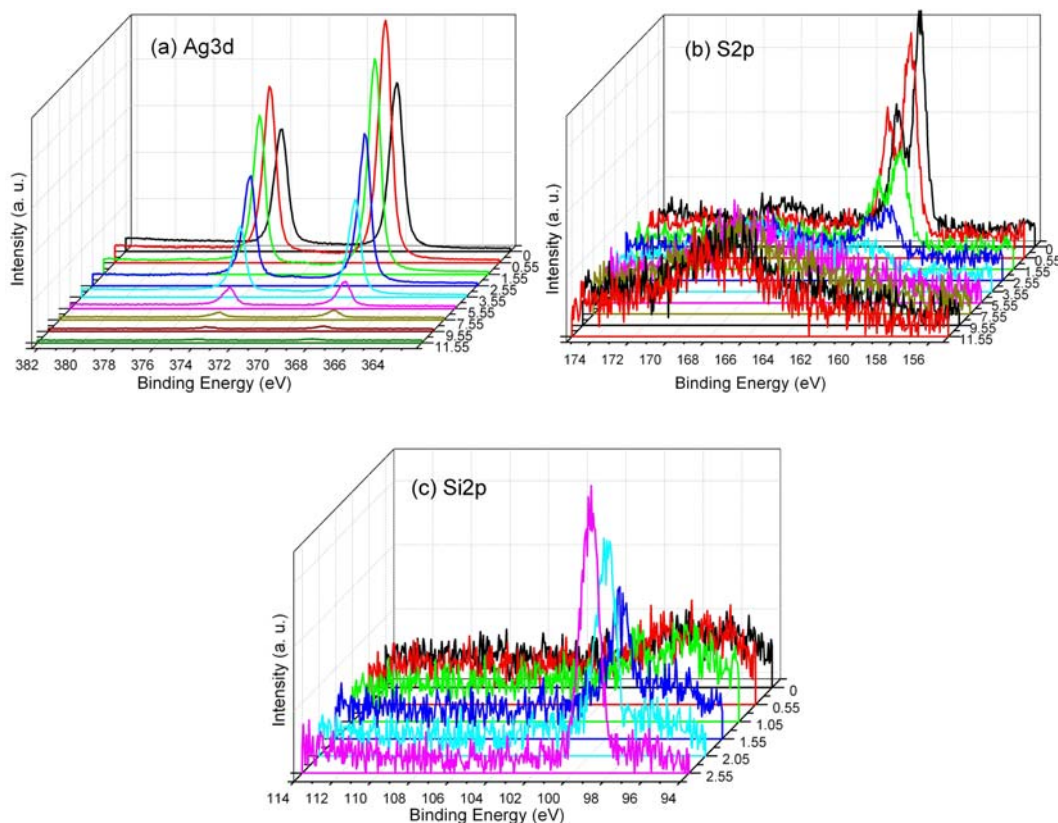 (a) Ag3d
Intensity (a. u.)
0
0.55
1.55
2.55
3.55
5.55
7.55
9.55
11.55
382 380 378 376 374 372 370 368 366 364
Binding Energy (eV)
(b) S2p
Intensity (a. u.)
0
0.55
1.55
2.55
3.55
5.55
7.55
9.55
11.55
174 172 170 168 166 164 162 160 158 156
Binding Energy (eV)
(c) Si2p
Intensity (a. u.)
0
0.55
1.05
1.55
2.05
2.55
114 112 110 108 106 104 102 100 98 96 94
Binding Energy (eV)